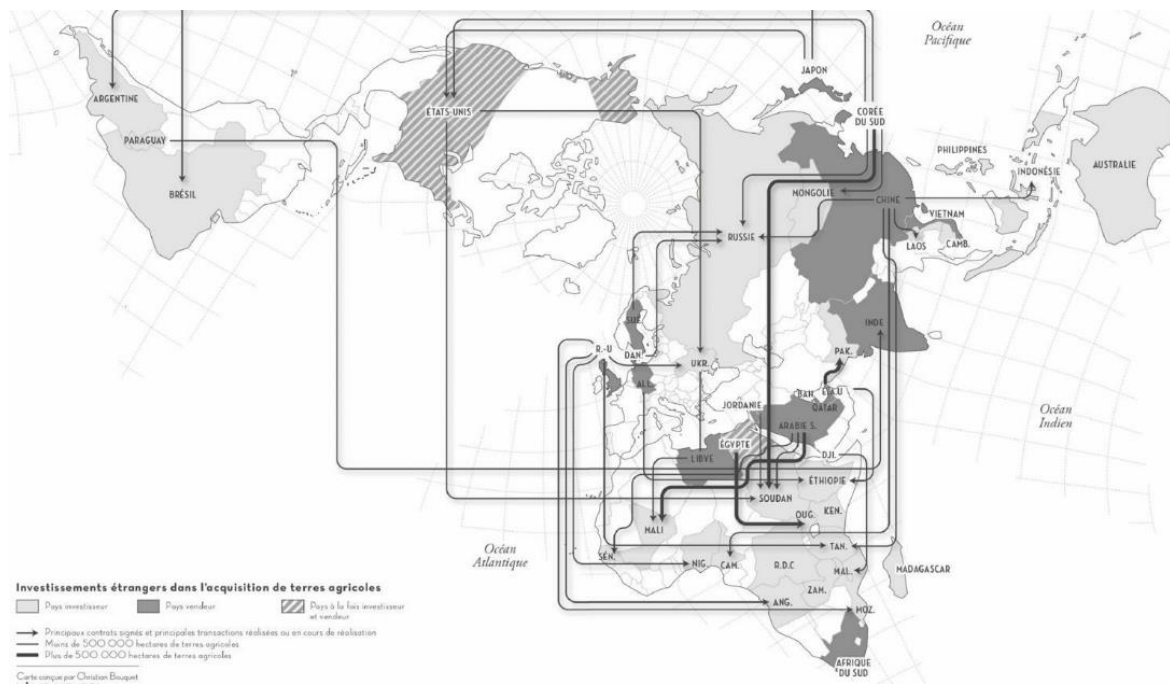 Océan
Pacifique
JAPON
ARGENTINE
ÉTATS-UNIS
CORÉE
DU SUD
PARAGUAY
PHILIPPINES
INDONÉSIE
AUSTRALIE
BRÉSIL
MONGOLIE
CHINE
VIETNAM
RUSSIE
LAOS
CAMB.
SUÉ.
INDE
R.-U
DAN.
UKR.
PAK.
ALL.
BAH.
É.A.U
JORDANIE
QATAR
Océan
Indien
ARABIE S.
ÉGYPTE
LIBYE
DJI.
ÉTHIOPIE
SOUDAN
OUG.
KEN.
MALI
Océan
Atlantique
SÉN.
NIG.
CAM.
TAN.
R.D.C
MAL.
MADAGASCAR
ZAM.
ANG.
MOZ.
AFRIQUE
DU SUD
Investissements étrangers dans l'acquisition de terres agricoles
Pays investisseur
Pays vendeur
Pays à la fois investisseur
et vendeur
Principaux contrats signés et principales transactions réalisées ou en cours de réalisation
Moins de 500 000 hectares de terres agricoles
Plus de 500 000 hectares de terres agricoles
Carte conçue par Christian Bouquet